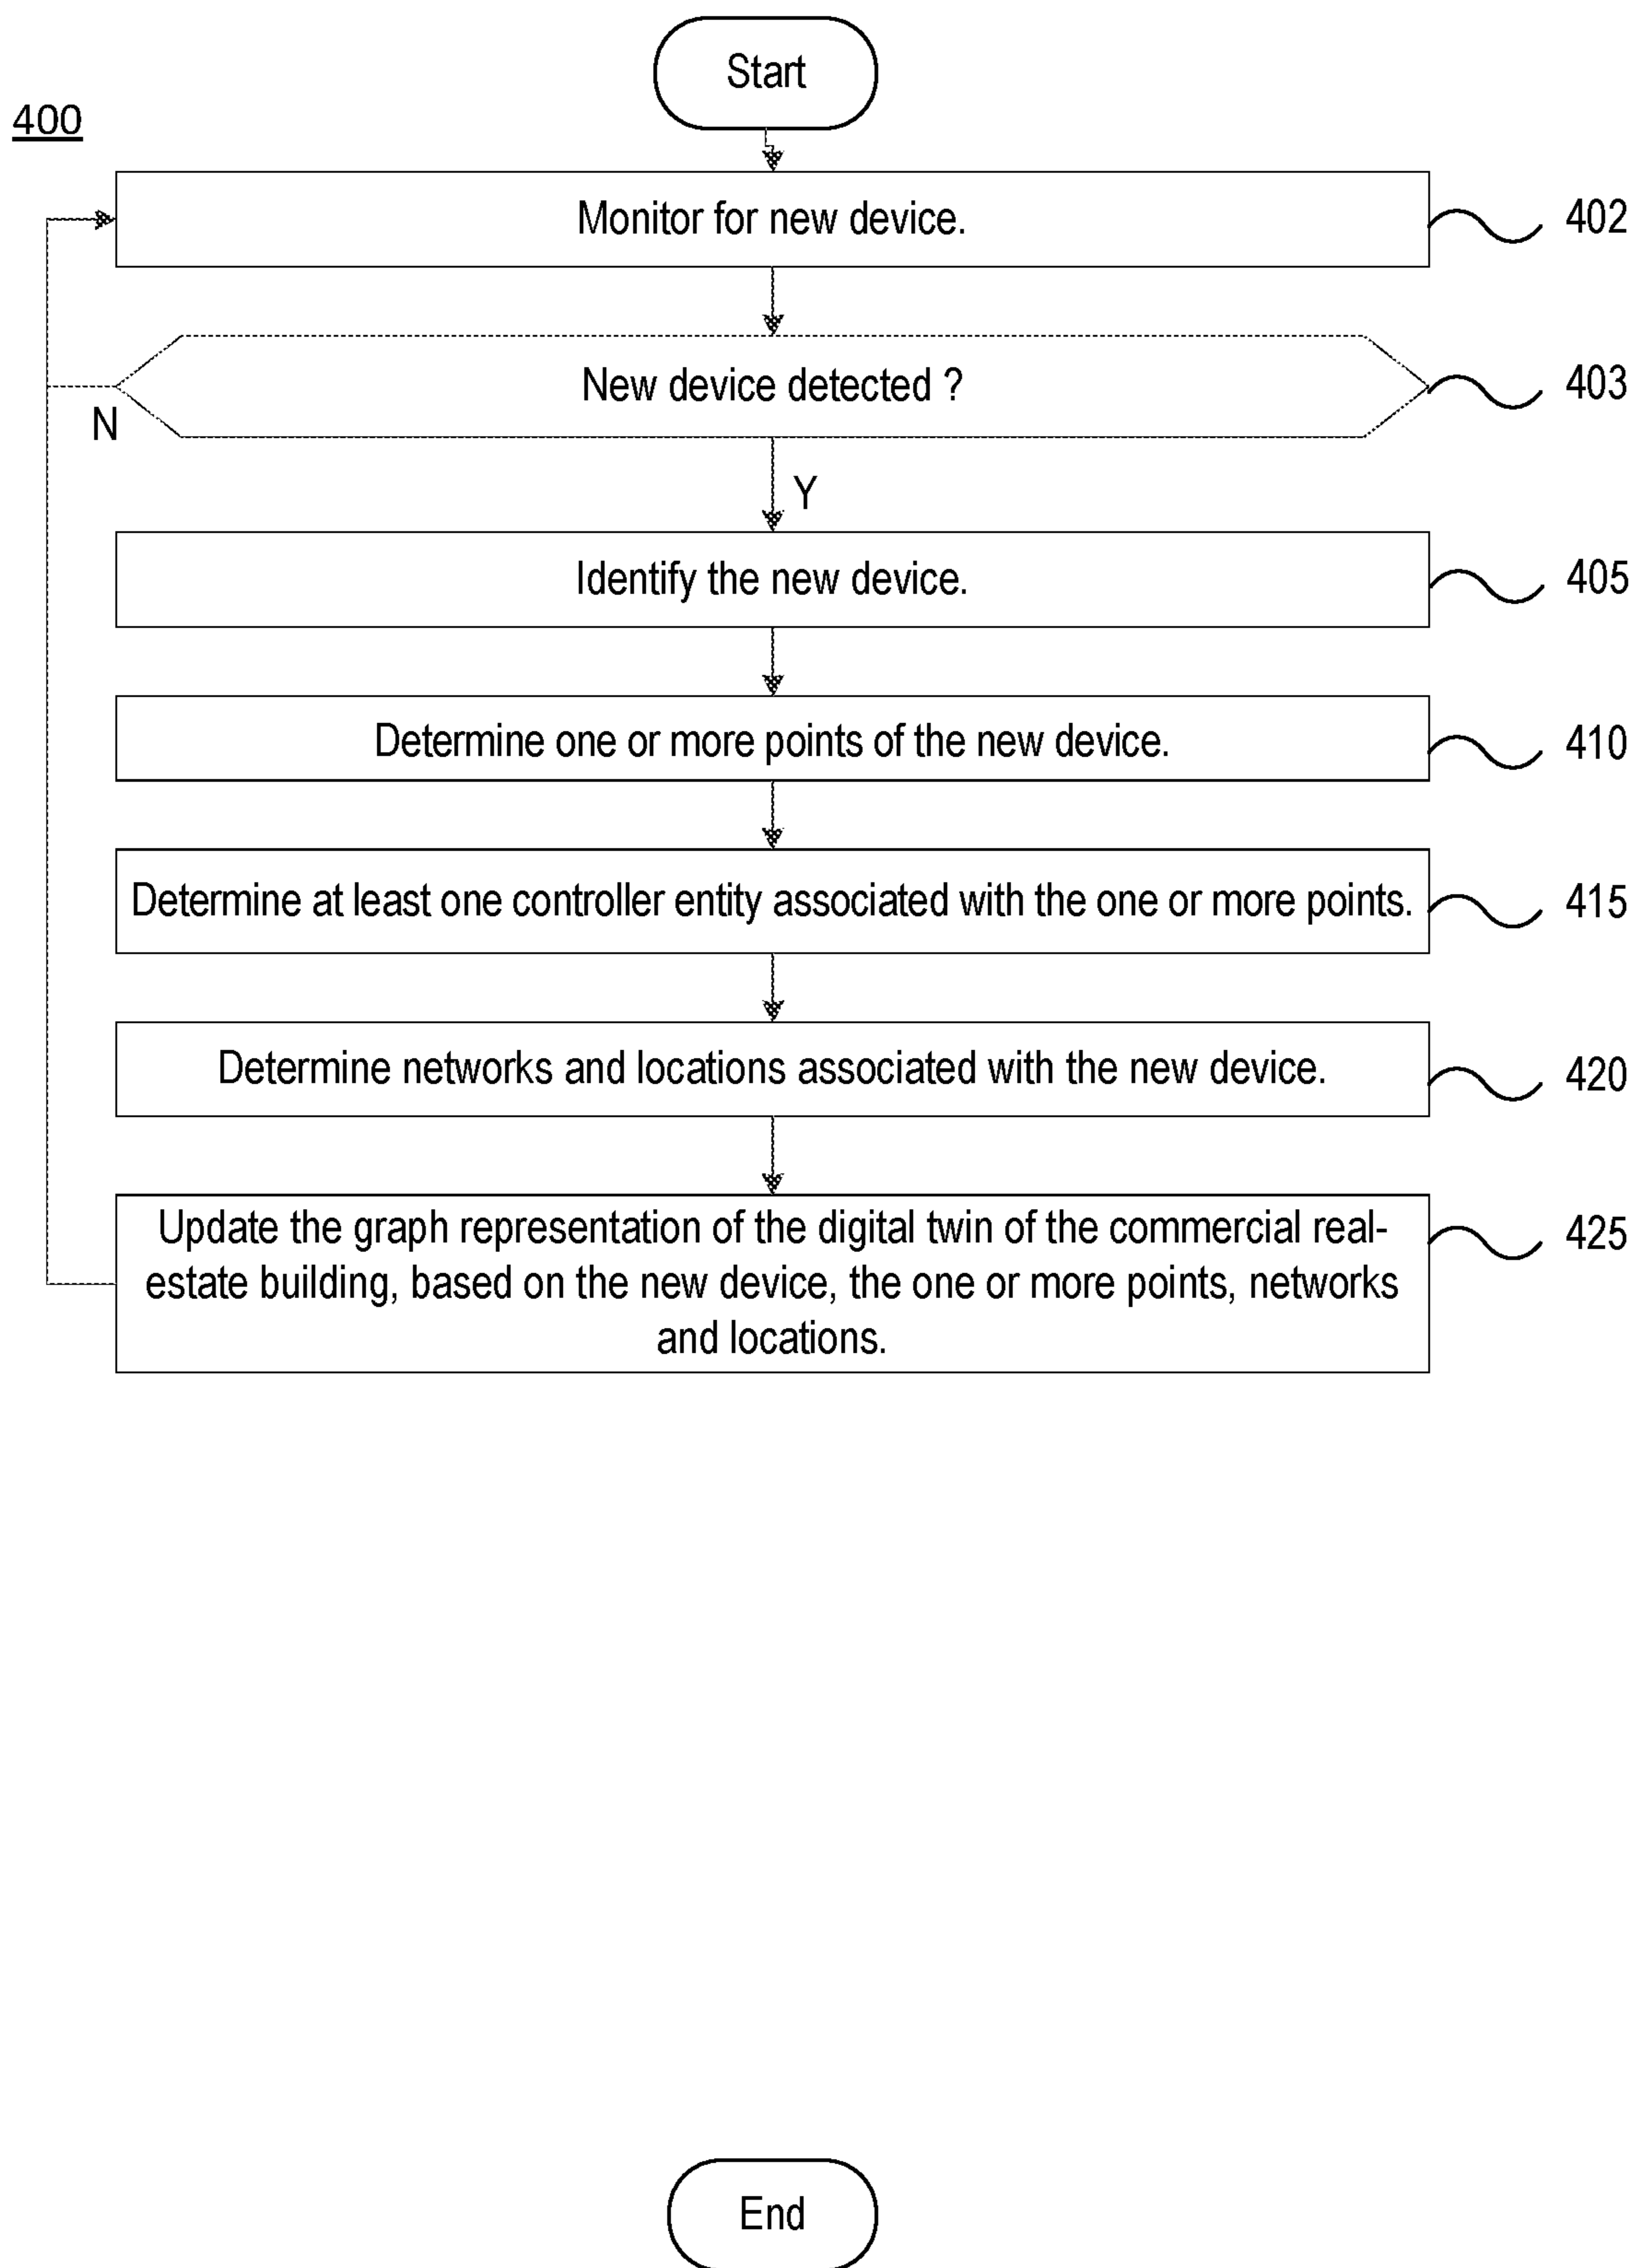 Start
400
Monitor for new device.
402
New device detected ?
403
N
Y
Identify the new device.
405
Determine one or more points of the new device.
410
Determine at least one controller entity associated with the one or more points.
415
Determine networks and locations associated with the new device.
420
Update the graph representation of the digital twin of the commercial real-
estate building, based on the new device, the one or more points, networks
and locations.
425
End